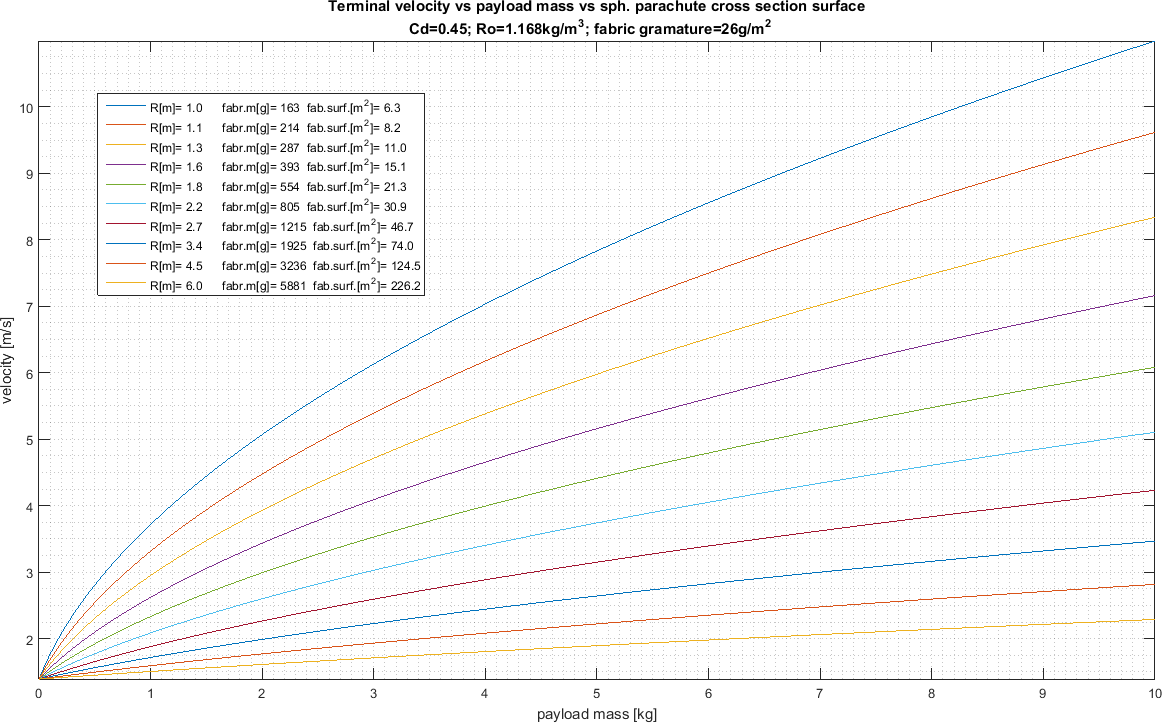 Terminal velocity vs payload mass vs sph. parachute cross section surface
Cd=0.45; Ro=1.168kg/m³; fabric gramature=26g/m²
R[m]= 1.0 fabr.m[g]= 163 fab.surf.[m²]= 6.3
R[m]= 1.1 fabr.m[g]= 214 fab.surf.[m²]= 8.2
R[m]= 1.3 fabr.m[g]= 287 fab.surf.[m²]= 11.0
R[m]= 1.6 fabr.m[g]= 393 fab.surf.[m²]= 15.1
R[m]= 1.8 fabr.m[g]= 554 fab.surf.[m²]= 21.3
R[m]= 2.2 fabr.m[g]= 805 fab.surf.[m²]= 30.9
R[m]= 2.7 fabr.m[g]= 1215 fab.surf.[m²]= 46.7
R[m]= 3.4 fabr.m[g]= 1925 fab.surf.[m²]= 74.0
R[m]= 4.5 fabr.m[g]= 3236 fab.surf.[m²]= 124.5
R[m]= 6.0 fabr.m[g]= 5881 fab.surf.[m²]= 226.2
velocity [m/s]
10
9
8
7
6
5
4
3
2
0 1 2 3 4 5 6 7 8 9 10
payload mass [kg]